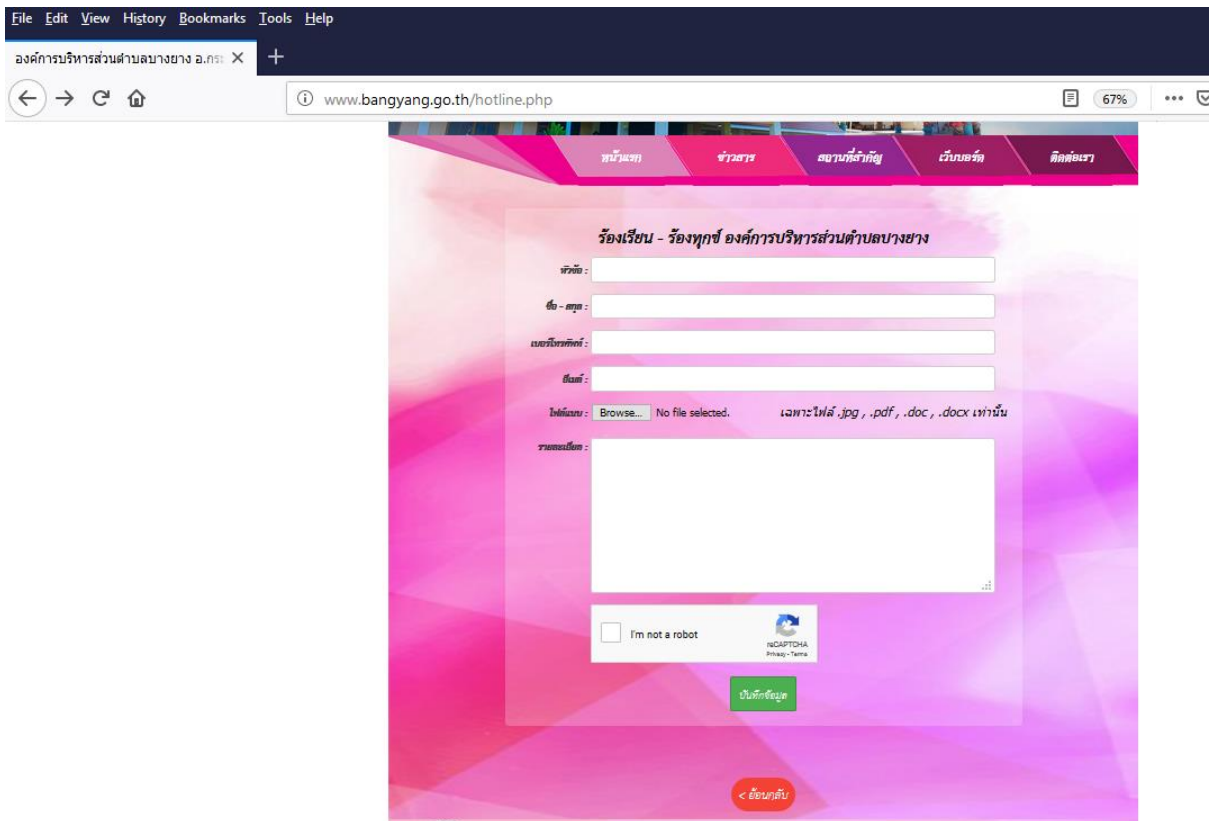 File Edit View History Bookmarks Tools Help
องค์การบริหารส่วนตำบลบางยาง อ.กระ
www.bangyang.go.th/hotline.php
67%
หน้าแรก ข่าวสาร สถานที่สำคัญ เว็บบอร์ด ติดต่อเรา
ร้องเรียน - ร้องทุกข์ องค์การบริหารส่วนตำบลบางยาง
หัวข้อ :
ชื่อ - สกุล :
เบอร์โทรศัพท์ :
อีเมล์ :
ไฟล์แนบ : Browse... No file selected. เฉพาะไฟล์ .jpg , .pdf , .doc , .docx เท่านั้น
รายละเอียด :
I'm not a robot
reCAPTCHA
Privacy - Terms
บันทึกข้อมูล
< ย้อนกลับ